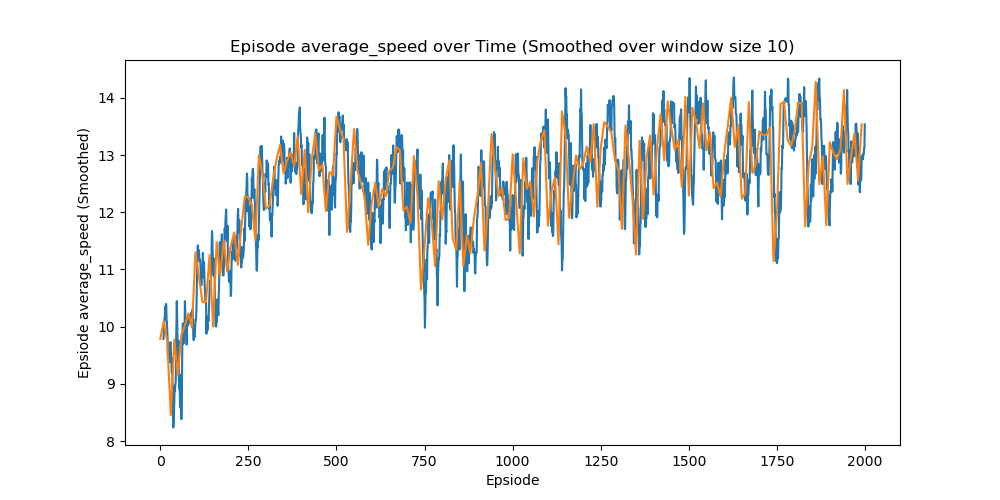 Episode average_speed over Time (Smoothed over window size 10)
Epsiode average_speed (Smoothed)
14
13
12
11
10
9
8
0 250 500 750 1000 1250 1500 1750 2000
Epsiode